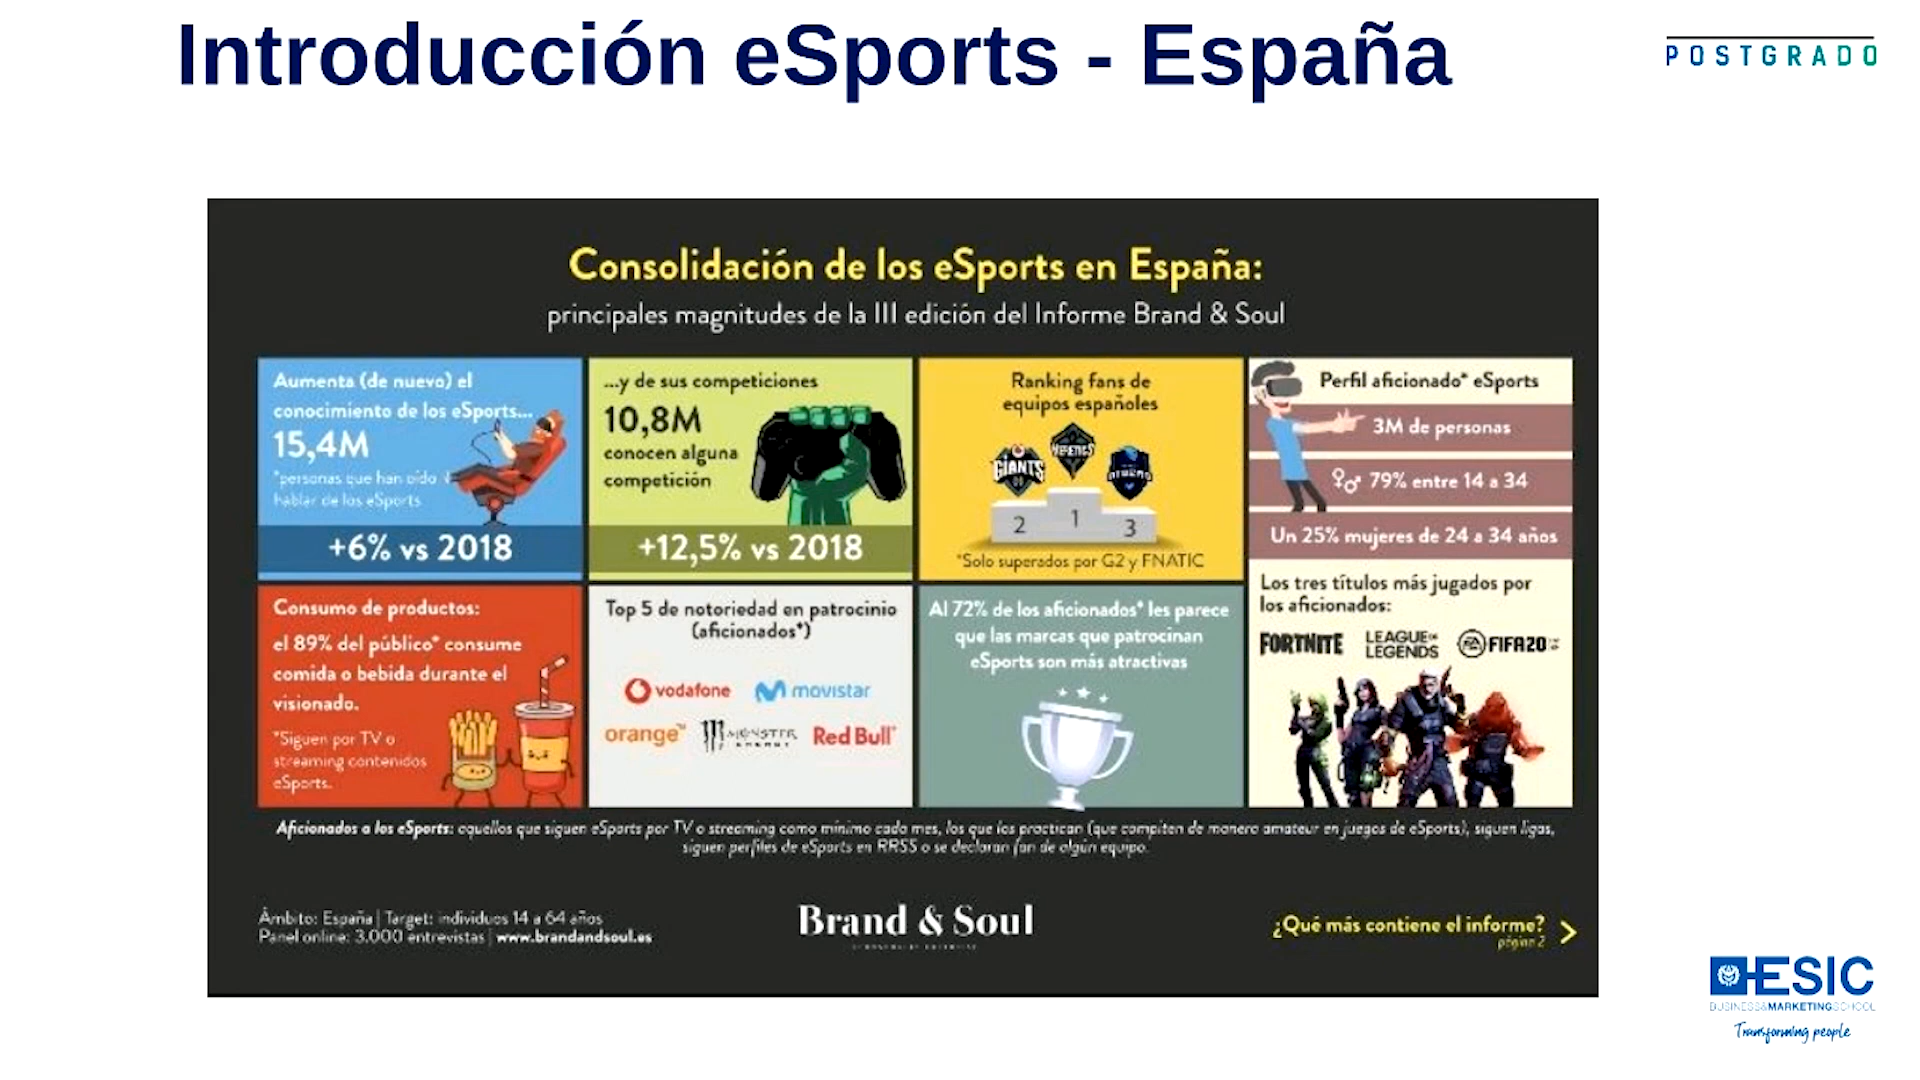 Introducción eSports - España
POSTGRADO
Consolidación de los eSports en España:
principales magnitudes de la III edición del Informe Brand & Soul
Aumenta (de nuevo) el
conocimiento de los eSports...
15,4M
*personas que han oído
hablar de los eSports
+6% vs 2018
...y de sus competiciones
10,8M
conocen alguna
competición
+12,5% vs 2018
Ranking fans de
equipos españoles
GIANTS
HERETICS
2
1
3
*Solo superados por G2 y FNATIC
Perfil aficionado* eSports
3M de personas
79% entre 14 a 34
Un 25% mujeres de 24 a 34 años
Los tres títulos más jugados por
los aficionados:
FORTNITE
LEAGUE OF
LEGENDS
EA
FIFA20
Consumo de productos:
el 89% del público* consume
comida o bebida durante el
visionado.
*Siguen por TV o
streaming contenidos
eSports.
Top 5 de notoriedad en patrocinio
(aficionados*)
vodafone
movistar
orange™
MONSTER
ENERGY
Red Bull
Al 72% de los aficionados* les parece
que las marcas que patrocinan
eSports son más atractivas
Aficionados a los eSports: aquellos que siguen eSports por TV o streaming como mínimo cada mes, los que los practican (que compiten de manera amateur en juegos de eSports), siguen ligas,
siguen perfiles de eSports en RRSS o se declaran fan de algún equipo.
Ámbito: España | Target: individuos 14 a 64 años
Panel online: 3.000 entrevistas | www.brandandsoul.es
Brand & Soul
¿Qué más contiene el informe?
página 2
ESIC
BUSINESS&MARKETINGSCHOOL
Transforming people